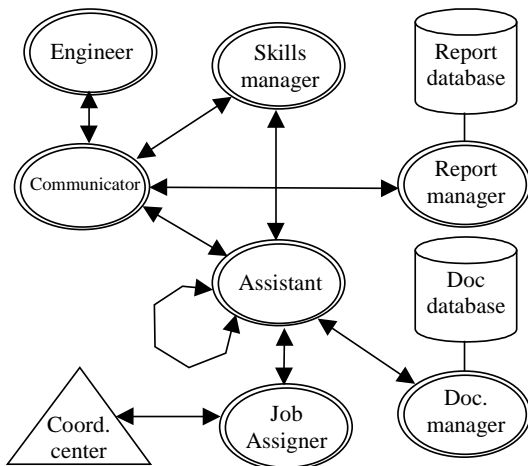 Engineer
Skills
manager
Report
database
Communicator
Report
manager
Assistant
Doc
database
Coord.
center
Job
Assigner
Doc.
manager